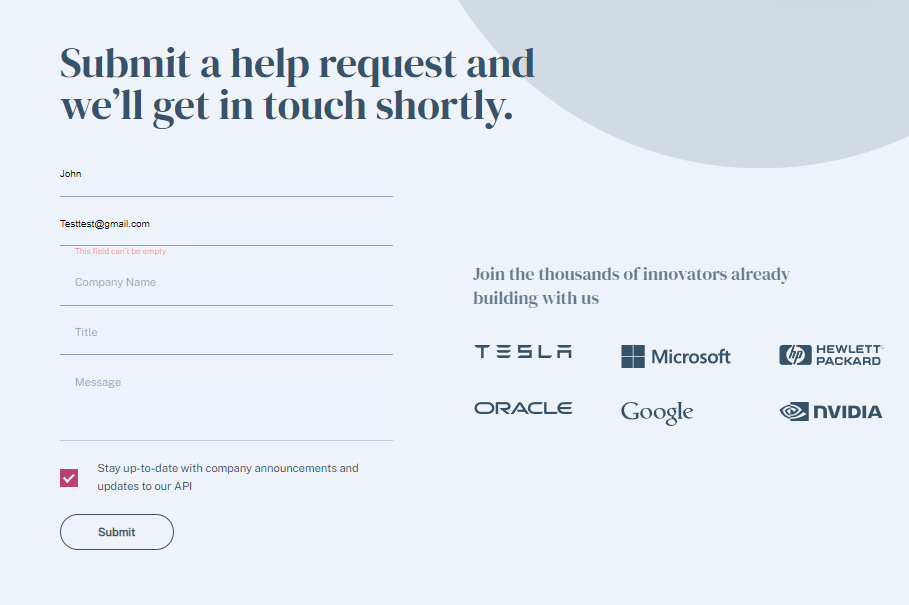 Submit a help request and
we’ll get in touch shortly.
John
Testtest@gmail.com
This field can't be empty
Company Name
Title
Message
Stay up-to-date with company announcements and
updates to our API
Submit
Join the thousands of innovators already
building with us
TESLA
Microsoft
hp HEWLETT
PACKARD
ORACLE
Google
NVIDIA